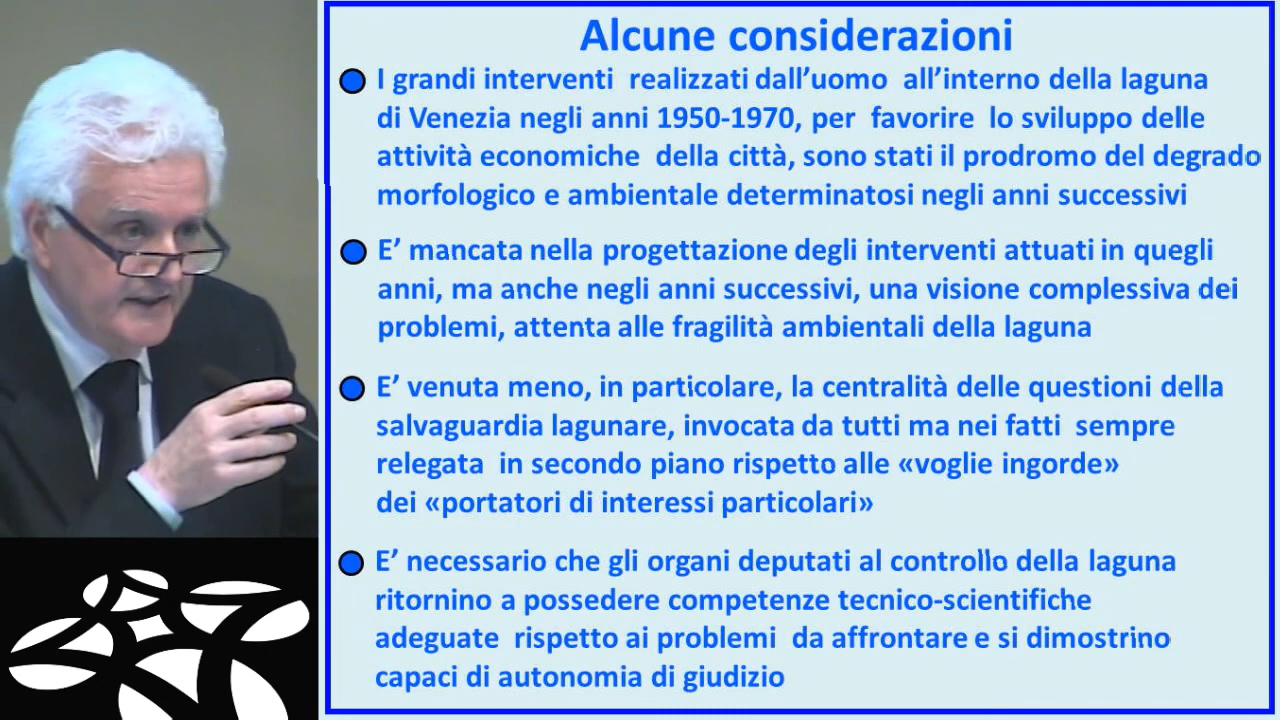 Alcune considerazioni
I grandi interventi realizzati dall'uomo all'interno della laguna
di Venezia negli anni 1950-1970, per favorire lo sviluppo delle
attività economiche della città, sono stati il prodromo del degrado
morfologico e ambientale determinatosi negli anni successivi
E' mancata nella progettazione degli interventi attuati in quegli
anni, ma anche negli anni successivi, una visione complessiva dei
problemi, attenta alle fragilità ambientali della laguna
E' venuta meno, in particolare, la centralità delle questioni della
salvaguardia lagunare, invocata da tutti ma nei fatti sempre
relegata in secondo piano rispetto alle «voglie ingorde»
dei «portatori di interessi particolari»
E' necessario che gli organi deputati al controllo della laguna
ritornino a possedere competenze tecnico-scientifiche
adeguate rispetto ai problemi da affrontare e si dimostrino
capaci di autonomia di giudizio